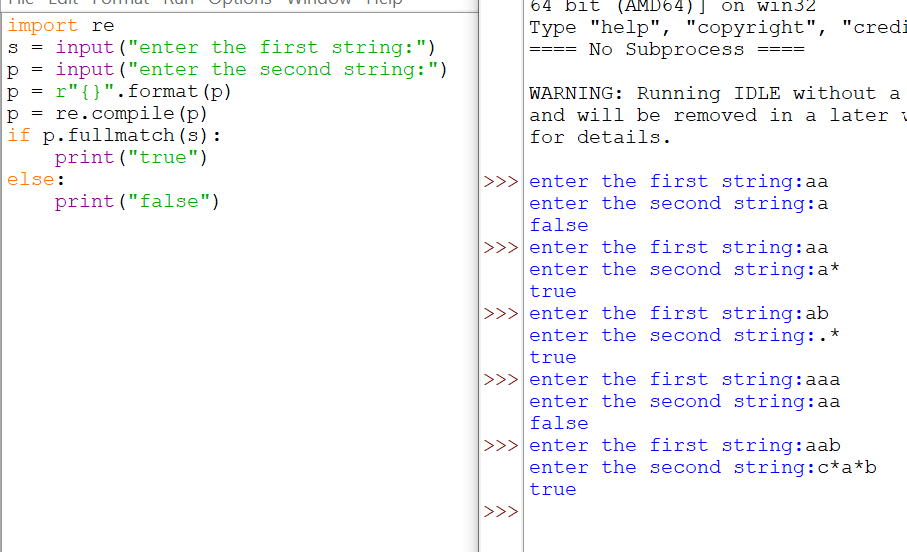 File Edit Format Run Options Window Help
import re
s = input("enter the first string:")
p = input("enter the second string:")
p = r"{}".format(p)
p = re.compile(p)
if p.fullmatch(s):
    print("true")
else:
    print("false")
64 bit (AMD64)] on win32
Type "help", "copyright", "credi
==== No Subprocess ====
WARNING: Running IDLE without a
and will be removed in a later v
for details.
>>> enter the first string:aa
enter the second string:a
false
>>> enter the first string:aa
enter the second string:a*
true
>>> enter the first string:ab
enter the second string:.*
true
>>> enter the first string:aaa
enter the second string:aa
false
>>> enter the first string:aab
enter the second string:c*a*b
true
>>>